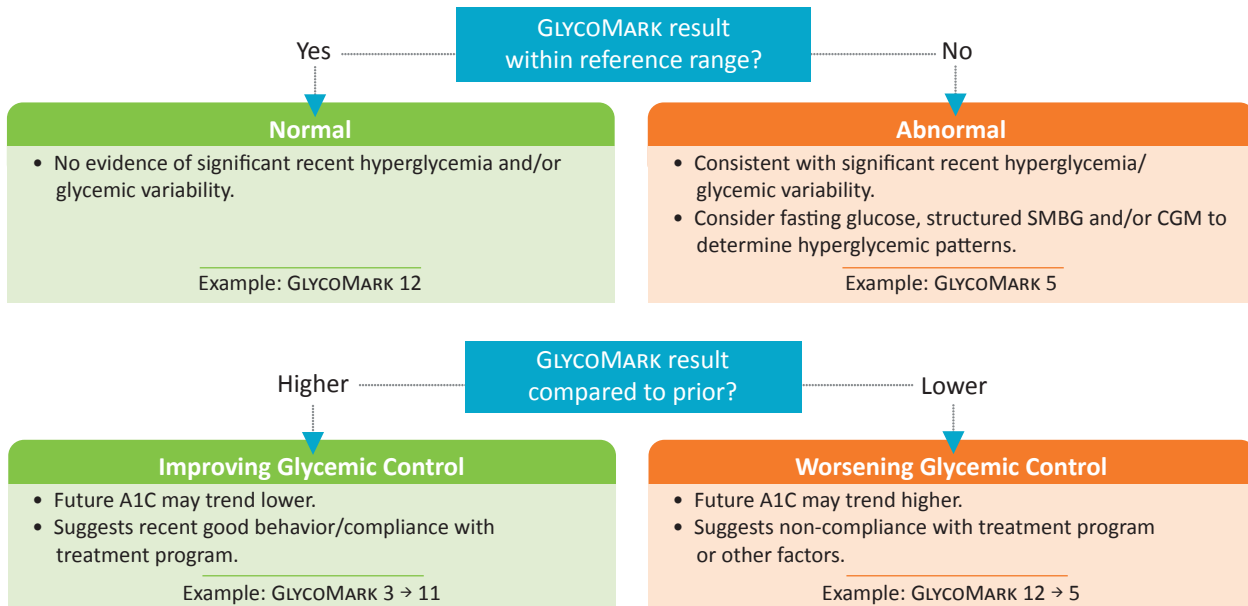 GLYCOMARK result
within reference range?
Yes
No
Normal
• No evidence of significant recent hyperglycemia and/or
glycemic variability.
Example: GLYCOMARK 12
Abnormal
• Consistent with significant recent hyperglycemia/
glycemic variability.
• Consider fasting glucose, structured SMBG and/or CGM to
determine hyperglycemic patterns.
Example: GLYCOMARK 5
GLYCOMARK result
compared to prior?
Higher
Lower
Improving Glycemic Control
• Future A1C may trend lower.
• Suggests recent good behavior/compliance with
treatment program.
Example: GLYCOMARK 3 → 11
Worsening Glycemic Control
• Future A1C may trend higher.
• Suggests non-compliance with treatment program
or other factors.
Example: GLYCOMARK 12 → 5